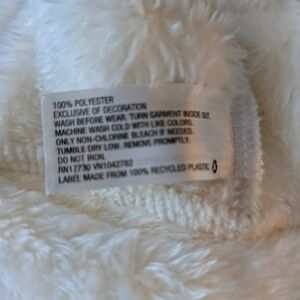 100% POLYESTER
EXCLUSIVE OF DECORATION
WASH BEFORE WEAR. TURN GARMENT INSIDE OUT.
MACHINE WASH COLD WITH LIKE COLORS.
ONLY NON-CHLORINE BLEACH IF NEEDED.
TUMBLE DRY LOW. REMOVE PROMPTLY.
DO NOT IRON.
RN17730 VN1042762
LABEL: MADE FROM 100% RECYCLED PLASTIC